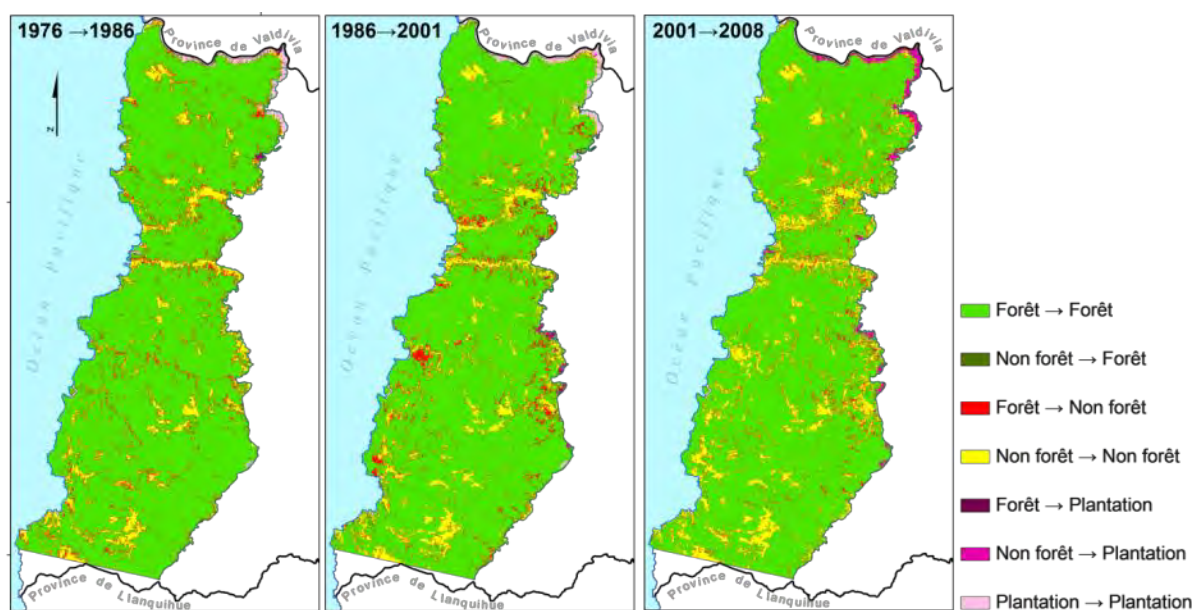 1976 → 1986
Province de Valdivia
N
Océan Pacifique
Province de Llanquihue
1986 → 2001
Province de Valdivia
Océan Pacifique
Province de Llanquihue
2001 → 2008
Province de Valdivia
Océan Pacifique
Province de Llanquihue
Forêt → Forêt
Non forêt → Forêt
Forêt → Non forêt
Non forêt → Non forêt
Forêt → Plantation
Non forêt → Plantation
Plantation → Plantation